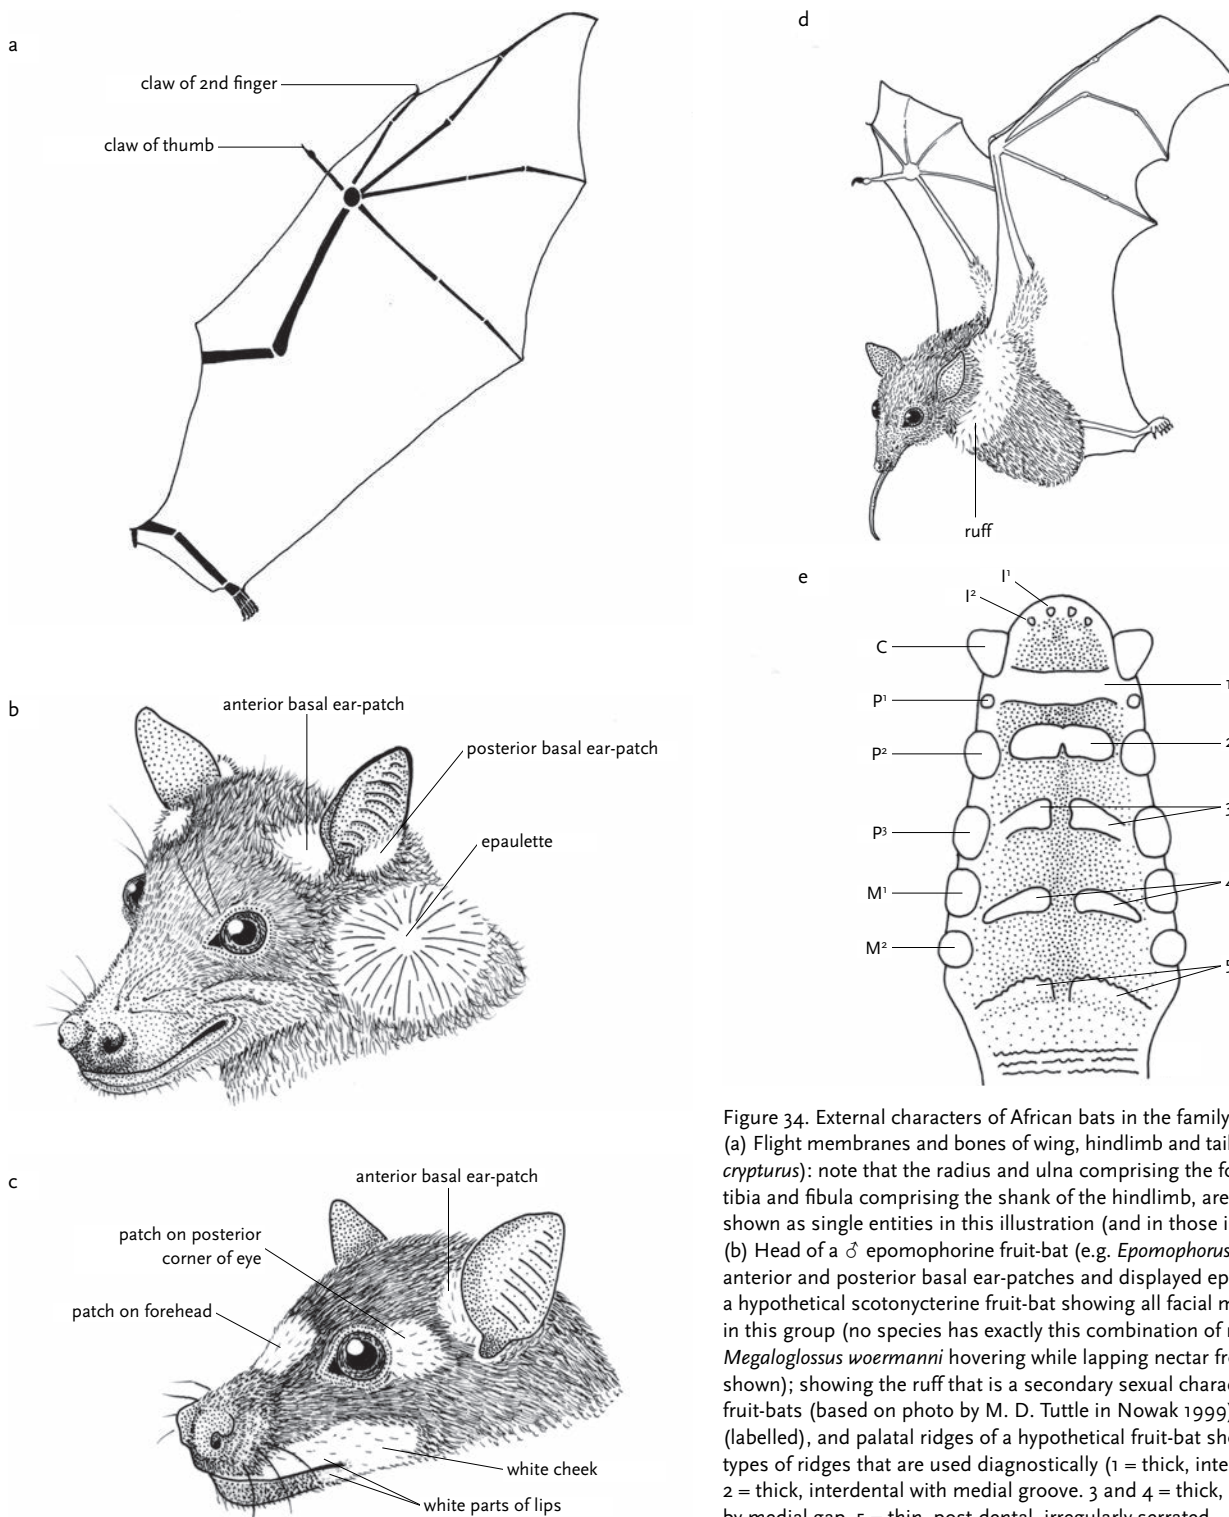 a
claw of 2nd finger
claw of thumb
b
anterior basal ear-patch
posterior basal ear-patch
epaulette
c
anterior basal ear-patch
patch on posterior
corner of eye
patch on forehead
white cheek
white parts of lips
d
ruff
e
I¹
I²
C
1
P¹
2
P²
3
P³
4
M¹
M²
5
Figure 34. External characters of African bats in the family
(a) Flight membranes and bones of wing, hindlimb and tail
crypturus): note that the radius and ulna comprising the fo
tibia and fibula comprising the shank of the hindlimb, are
shown as single entities in this illustration (and in those i
(b) Head of a ♂ epomophorine fruit-bat (e.g. Epomophorus
anterior and posterior basal ear-patches and displayed ep
a hypothetical scotonycterine fruit-bat showing all facial m
in this group (no species has exactly this combination of
Megaloglossus woermanni hovering while lapping nectar fr
shown); showing the ruff that is a secondary sexual chara
fruit-bats (based on photo by M. D. Tuttle in Nowak 1999)
(labelled), and palatal ridges of a hypothetical fruit-bat sh
types of ridges that are used diagnostically (1 = thick, inte
2 = thick, interdental with medial groove. 3 and 4 = thick,
by medial gap. 5 = thin, post-dental, irregularly serrated